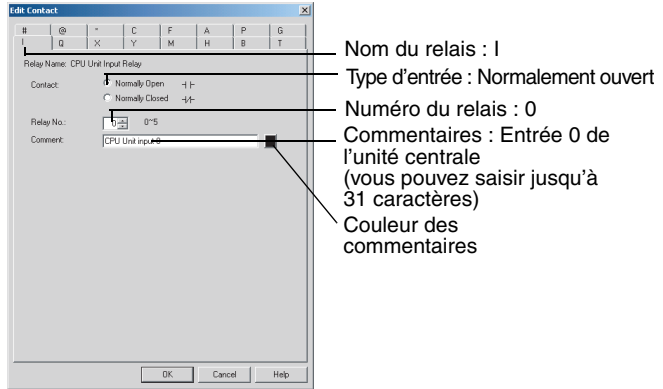 Edit Contact
# @ " C F A P G
I Q X Y M H B T
Relay Name: CPU Unit Input Relay
Contact: Normally Open
Normally Closed
Relay No.: 0 0~5
Comment: CPU Unit input 0
OK Cancel Help
Nom du relais : I
Type d'entrée : Normalement ouvert
Numéro du relais : 0
Commentaires : Entrée 0 de
l'unité centrale
(vous pouvez saisir jusqu'à
31 caractères)
Couleur des
commentaires